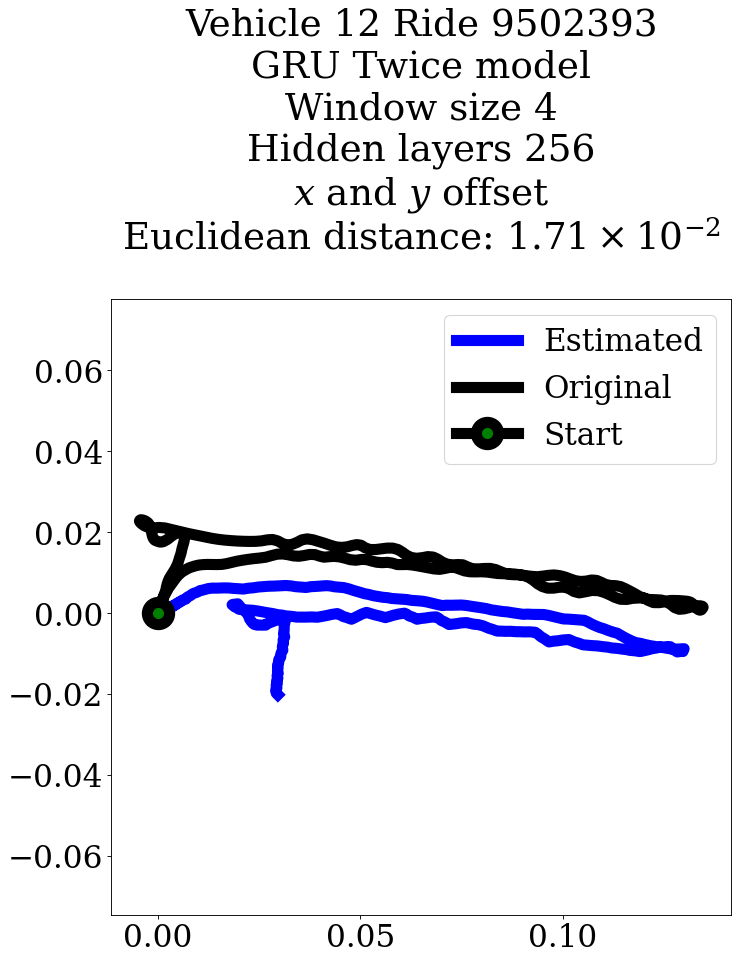 Vehicle 12 Ride 9502393
GRU Twice model
Window size 4
Hidden layers 256
x and y offset
Euclidean distance: 1.71 × 10⁻²
Estimated
Original
Start
0.06
0.04
0.02
0.00
−0.02
−0.04
−0.06
0.00 0.05 0.10